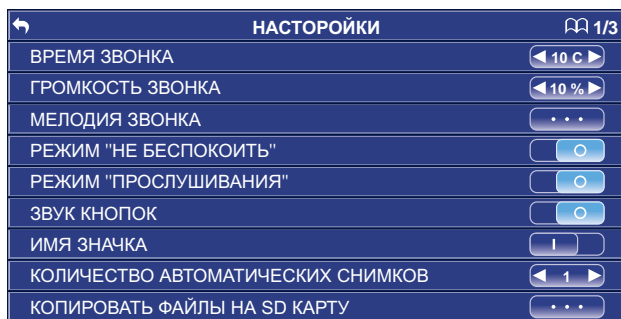 НАСТОРОЙКИ 1/3
ВРЕМЯ ЗВОНКА 10 С
ГРОМКОСТЬ ЗВОНКА 10 %
МЕЛОДИЯ ЗВОНКА
РЕЖИМ "НЕ БЕСПОКОИТЬ"
РЕЖИМ "ПРОСЛУШИВАНИЯ"
ЗВУК КНОПОК
ИМЯ ЗНАЧКА
КОЛИЧЕСТВО АВТОМАТИЧЕСКИХ СНИМКОВ 1
КОПИРОВАТЬ ФАЙЛЫ НА SD КАРТУ